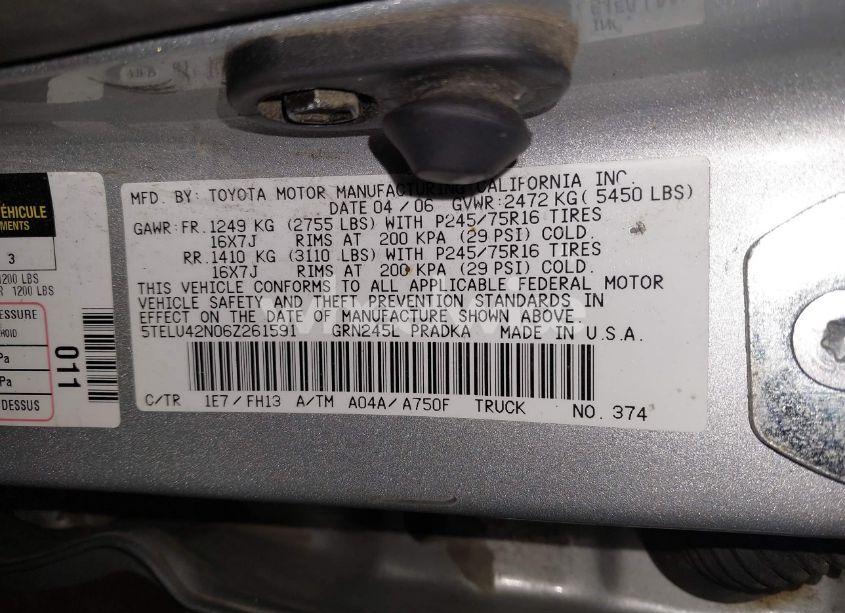 MFD. BY: TOYOTA MOTOR MANUFACTURING CALIFORNIA INC.
DATE 04 / 06 GVWR: 2472 KG ( 5450 LBS)
GAWR: FR. 1249 KG (2755 LBS) WITH P245/75R16 TIRES
16X7J RIMS AT 200 KPA (29 PSI) COLD.
RR. 1410 KG (3110 LBS) WITH P245/75R16 TIRES
16X7J RIMS AT 200 KPA (29 PSI) COLD.
THIS VEHICLE CONFORMS TO ALL APPLICABLE FEDERAL MOTOR
VEHICLE SAFETY AND THEFT PREVENTION STANDARDS IN
EFFECT ON THE DATE OF MANUFACTURE SHOWN ABOVE.
5TELU42N06Z261591 GRN245L PRADKA MADE IN U.S.A.
C/TR 1E7 / FH13 A/TM A04A / A750F TRUCK NO. 374
VÉHICULE
3
1200 LBS
1200 LBS
ESSURE
Pa
Pa
DESSUS
011